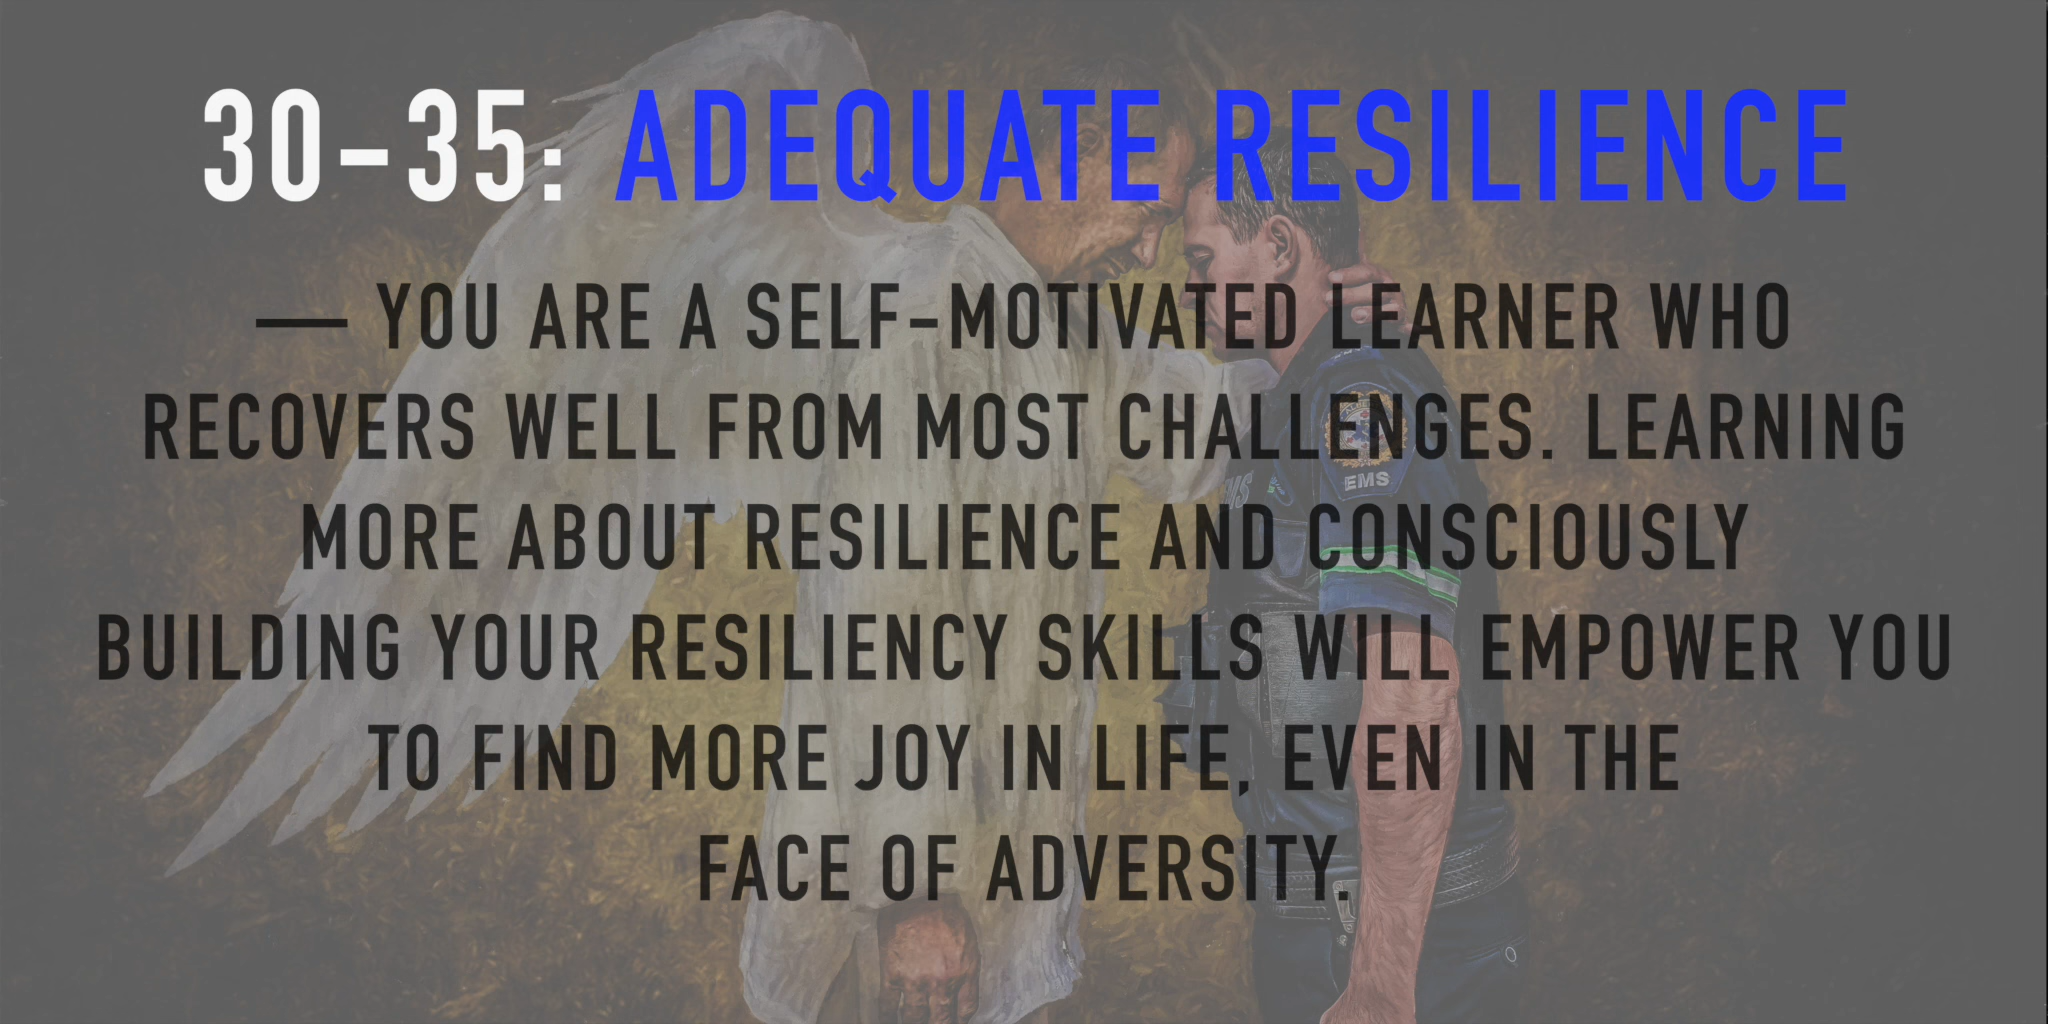 30-35: ADEQUATE RESILIENCE
— YOU ARE A SELF-MOTIVATED LEARNER WHO
RECOVERS WELL FROM MOST CHALLENGES. LEARNING
MORE ABOUT RESILIENCE AND CONSCIOUSLY
BUILDING YOUR RESILIENCY SKILLS WILL EMPOWER YOU
TO FIND MORE JOY IN LIFE, EVEN IN THE
FACE OF ADVERSITY.
EMS